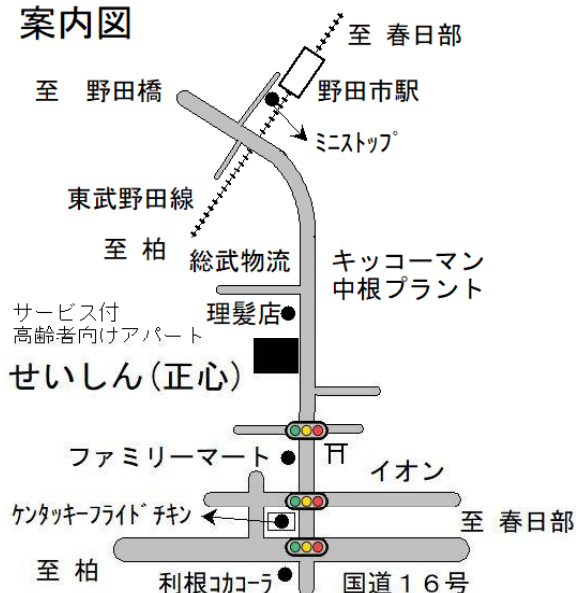 案内図
至 春日部
至 野田橋
野田市駅
ミニストップ
東武野田線
至 柏
総武物流
キッコーマン
中根プラント
サービス付
高齢者向けアパート
理髪店
せいしん(正心)
ファミリーマート
イオン
ケンタッキーフライドチキン
至 春日部
至 柏
利根コカコーラ
国道16号